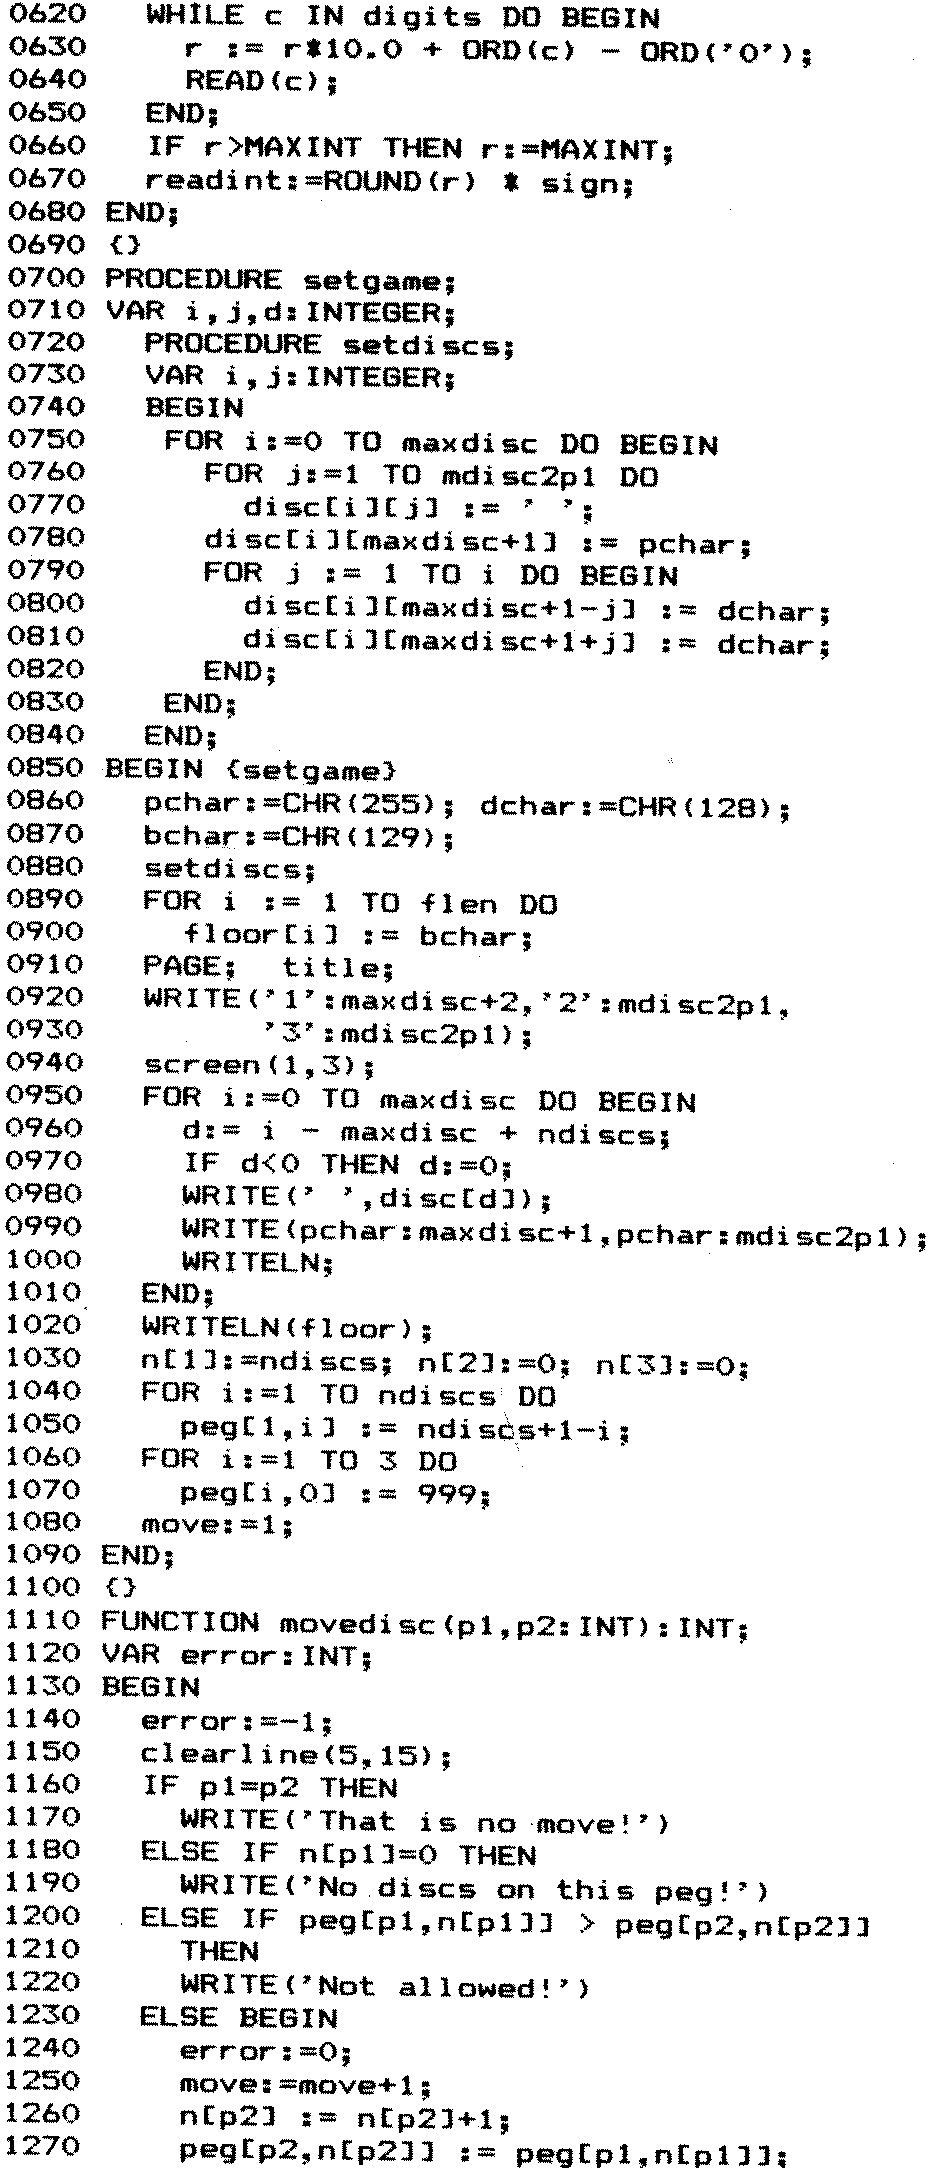 0620   WHILE c IN digits DO BEGIN
0630     r := r*10.0 + ORD(c) - ORD('0');
0640     READ(c);
0650   END;
0660   IF r>MAXINT THEN r:=MAXINT;
0670   readint:=ROUND(r) * sign;
0680 END;
0690 {}
0700 PROCEDURE setgame;
0710 VAR i,j,d:INTEGER;
0720   PROCEDURE setdiscs;
0730   VAR i,j:INTEGER;
0740   BEGIN
0750    FOR i:=0 TO maxdisc DO BEGIN
0760      FOR j:=1 TO mdisc2p1 DO
0770        disc[i][j] := ' ';
0780      disc[i][maxdisc+1] := pchar;
0790      FOR j := 1 TO i DO BEGIN
0800        disc[i][maxdisc+1-j] := dchar;
0810        disc[i][maxdisc+1+j] := dchar;
0820      END;
0830    END;
0840   END;
0850 BEGIN {setgame}
0860   pchar:=CHR(255); dchar:=CHR(128);
0870   bchar:=CHR(129);
0880   setdiscs;
0890   FOR i := 1 TO flen DO
0900     floor[i] := bchar;
0910   PAGE;  title;
0920   WRITE('1':maxdisc+2,'2':mdisc2p1,
0930         '3':mdisc2p1);
0940   screen(1,3);
0950   FOR i:=0 TO maxdisc DO BEGIN
0960     d:= i - maxdisc + ndiscs;
0970     IF d<0 THEN d:=0;
0980     WRITE(' ',disc[d]);
0990     WRITE(pchar:maxdisc+1,pchar:mdisc2p1);
1000     WRITELN;
1010   END;
1020   WRITELN(floor);
1030   n[1]:=ndiscs; n[2]:=0; n[3]:=0;
1040   FOR i:=1 TO ndiscs DO
1050     peg[1,i] := ndiscs+1-i;
1060   FOR i:=1 TO 3 DO
1070     peg[i,0] := 999;
1080   move:=1;
1090 END;
1100 {}
1110 FUNCTION movedisc(p1,p2:INT):INT;
1120 VAR error:INT;
1130 BEGIN
1140   error:=-1;
1150   clearline(5,15);
1160   IF p1=p2 THEN
1170     WRITE('That is no move!')
1180   ELSE IF n[p1]=0 THEN
1190     WRITE('No discs on this peg!')
1200   ELSE IF peg[p1,n[p1]] > peg[p2,n[p2]]
1210     THEN
1220     WRITE('Not allowed!')
1230   ELSE BEGIN
1240     error:=0;
1250     move:=move+1;
1260     n[p2] := n[p2]+1;
1270     peg[p2,n[p2]] := peg[p1,n[p1]];